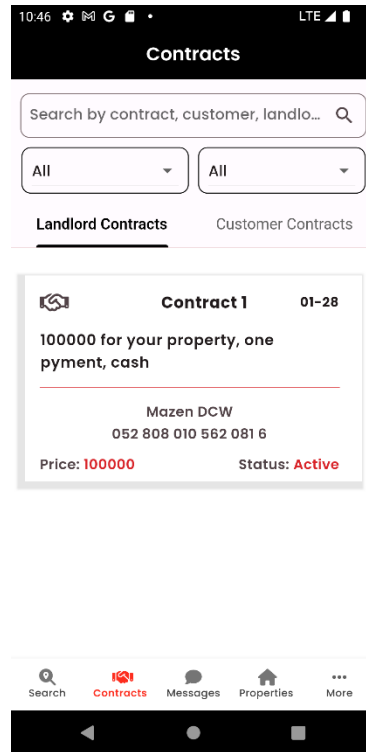 10:46 LTE
Contracts
Search by contract, customer, landlo...
All All
Landlord Contracts Customer Contracts
Contract 1 01-28
100000 for your property, one
pyment, cash
Mazen DCW
052 808 010 562 081 6
Price: 100000 Status: Active
Search Contracts Messages Properties More